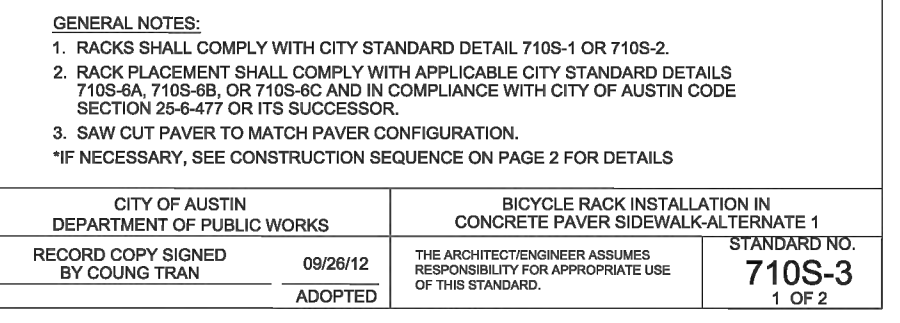 GENERAL NOTES:
1. RACKS SHALL COMPLY WITH CITY STANDARD DETAIL 710S-1 OR 710S-2.
2. RACK PLACEMENT SHALL COMPLY WITH APPLICABLE CITY STANDARD DETAILS
710S-6A, 710S-6B, OR 710S-6C AND IN COMPLIANCE WITH CITY OF AUSTIN CODE
SECTION 25-6-477 OR ITS SUCCESSOR.
3. SAW CUT PAVER TO MATCH PAVER CONFIGURATION.
*IF NECESSARY, SEE CONSTRUCTION SEQUENCE ON PAGE 2 FOR DETAILS
CITY OF AUSTIN
DEPARTMENT OF PUBLIC WORKS
BICYCLE RACK INSTALLATION IN
CONCRETE PAVER SIDEWALK-ALTERNATE 1
RECORD COPY SIGNED
BY COUNG TRAN
09/26/12
ADOPTED
THE ARCHITECT/ENGINEER ASSUMES
RESPONSIBILITY FOR APPROPRIATE USE
OF THIS STANDARD.
STANDARD NO.
710S-3
1 OF 2